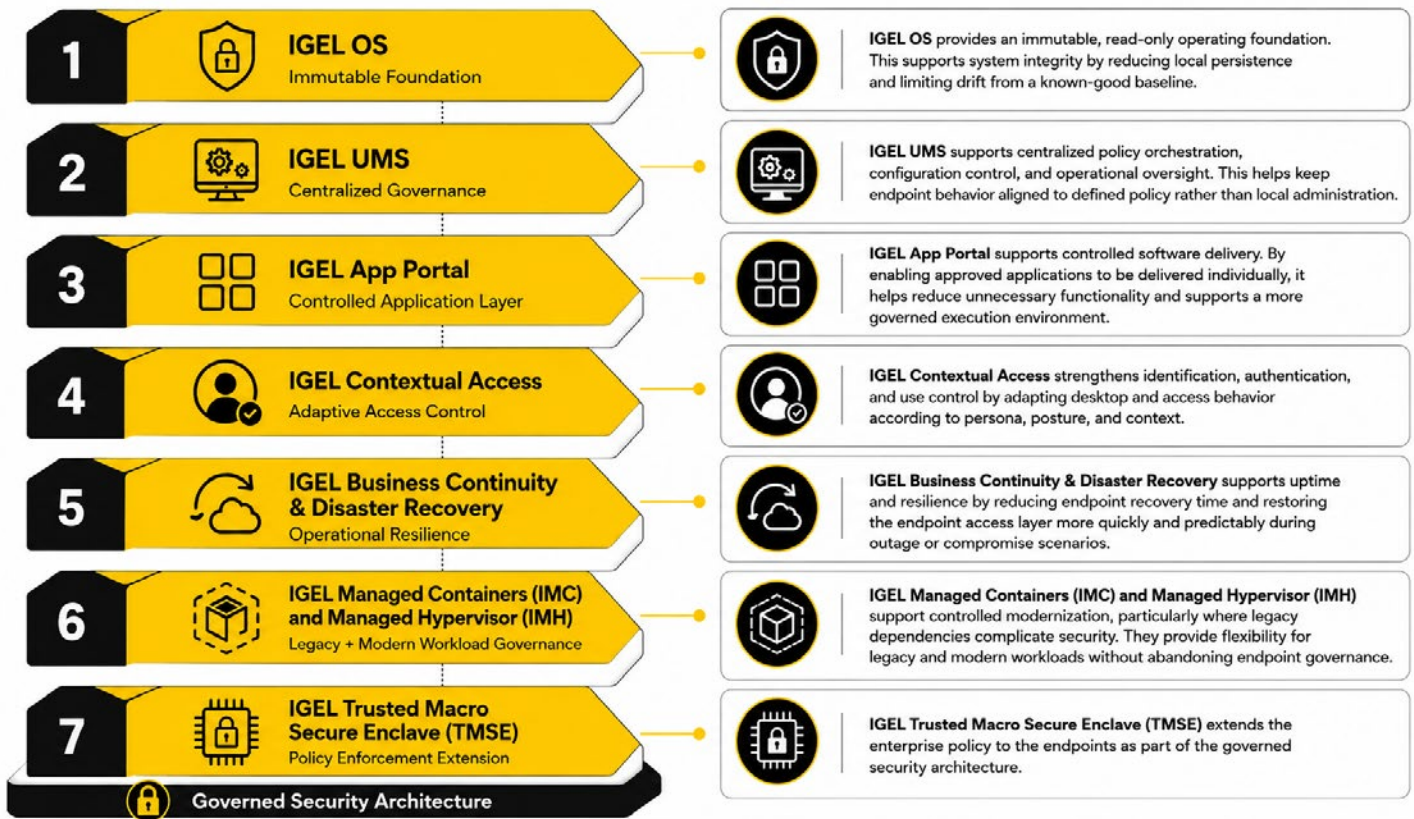 1
IGEL OS
Immutable Foundation
IGEL OS provides an immutable, read-only operating foundation.
This supports system integrity by reducing local persistence
and limiting drift from a known-good baseline.
2
IGEL UMS
Centralized Governance
IGEL UMS supports centralized policy orchestration,
configuration control, and operational oversight. This helps keep
endpoint behavior aligned to defined policy rather than local administration.
3
IGEL App Portal
Controlled Application Layer
IGEL App Portal supports controlled software delivery. By
enabling approved applications to be delivered individually, it
helps reduce unnecessary functionality and supports a more
governed execution environment.
4
IGEL Contextual Access
Adaptive Access Control
IGEL Contextual Access strengthens identification, authentication,
and use control by adapting desktop and access behavior
according to persona, posture, and context.
5
IGEL Business Continuity
& Disaster Recovery
Operational Resilience
IGEL Business Continuity & Disaster Recovery supports uptime
and resilience by reducing endpoint recovery time and restoring
the endpoint access layer more quickly and predictably during
outage or compromise scenarios.
6
IGEL Managed Containers (IMC)
and Managed Hypervisor (IMH)
Legacy + Modern Workload Governance
IGEL Managed Containers (IMC) and Managed Hypervisor (IMH)
support controlled modernization, particularly where legacy
dependencies complicate security. They provide flexibility for
legacy and modern workloads without abandoning endpoint governance.
7
IGEL Trusted Macro
Secure Enclave (TMSE)
Policy Enforcement Extension
IGEL Trusted Macro Secure Enclave (TMSE) extends the
enterprise policy to the endpoints as part of the governed
security architecture.
Governed Security Architecture